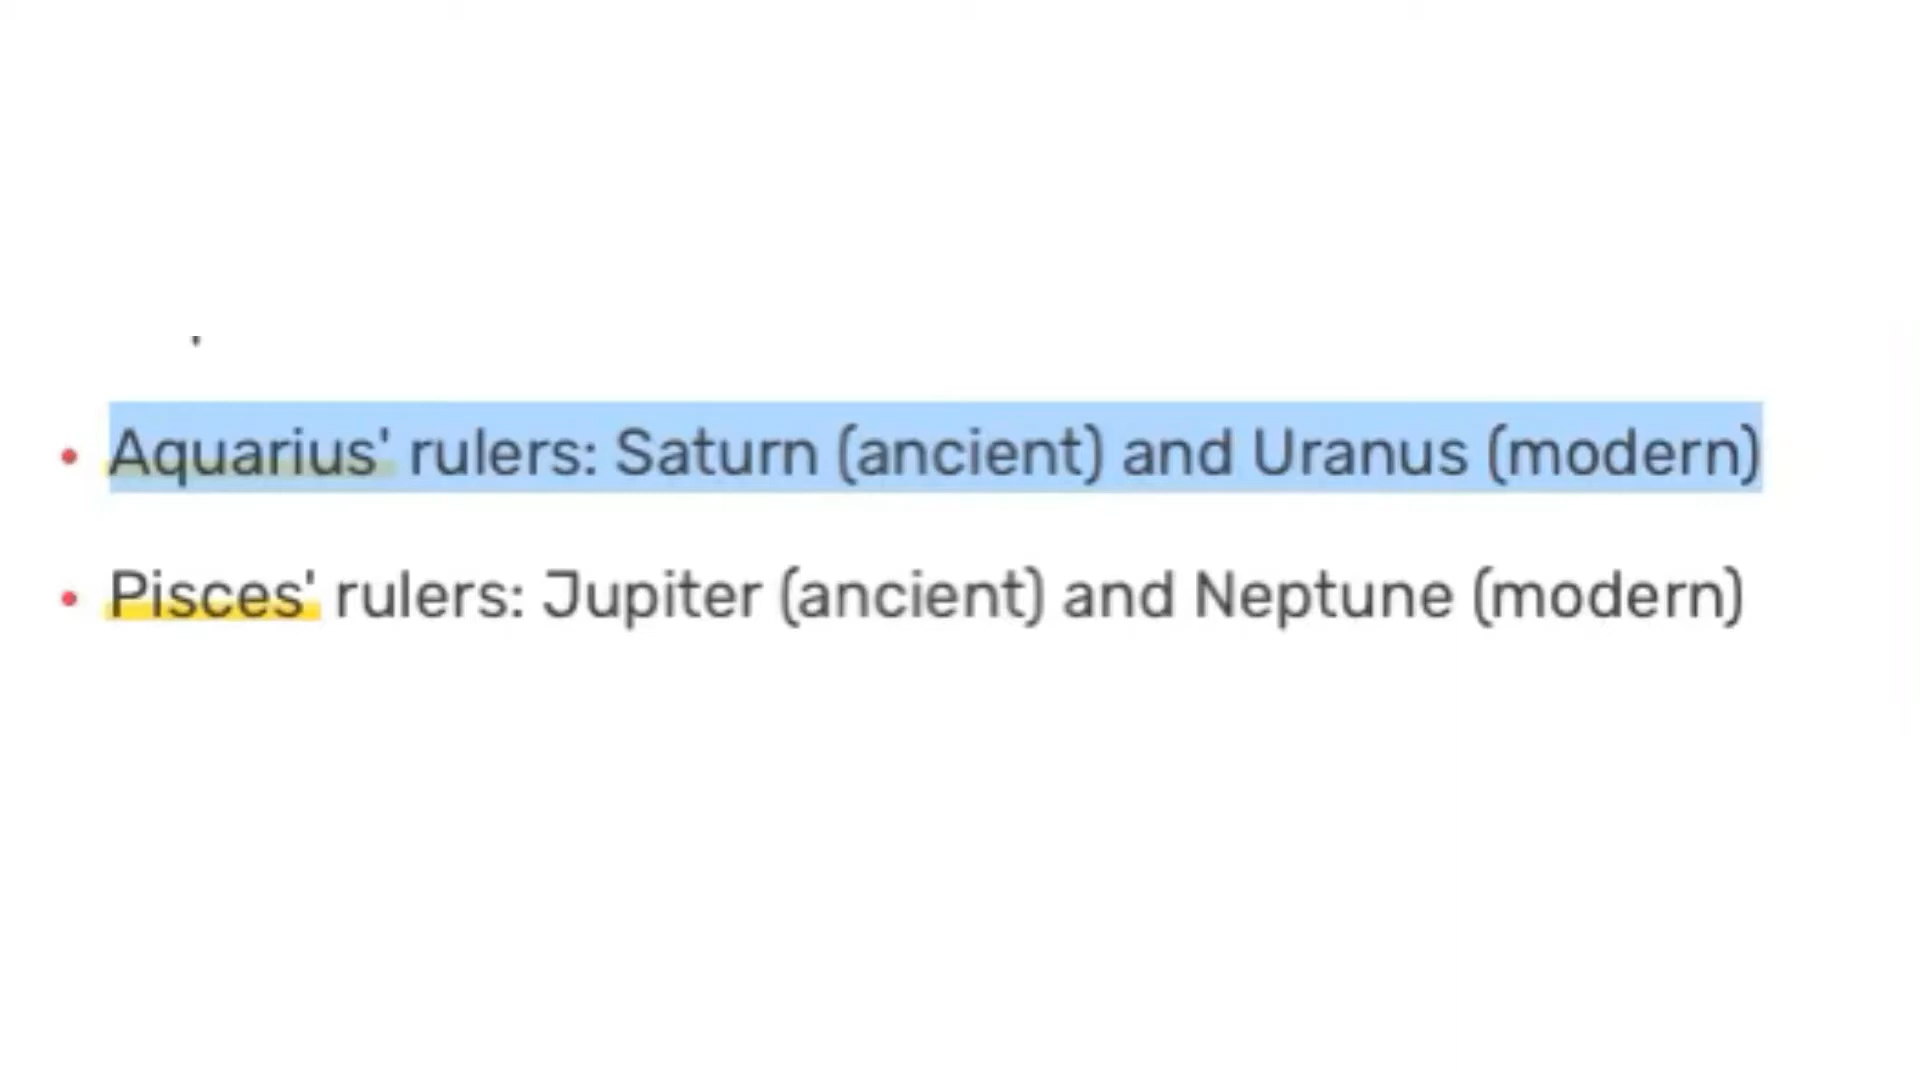 • Aquarius' rulers: Saturn (ancient) and Uranus (modern)
• Pisces' rulers: Jupiter (ancient) and Neptune (modern)